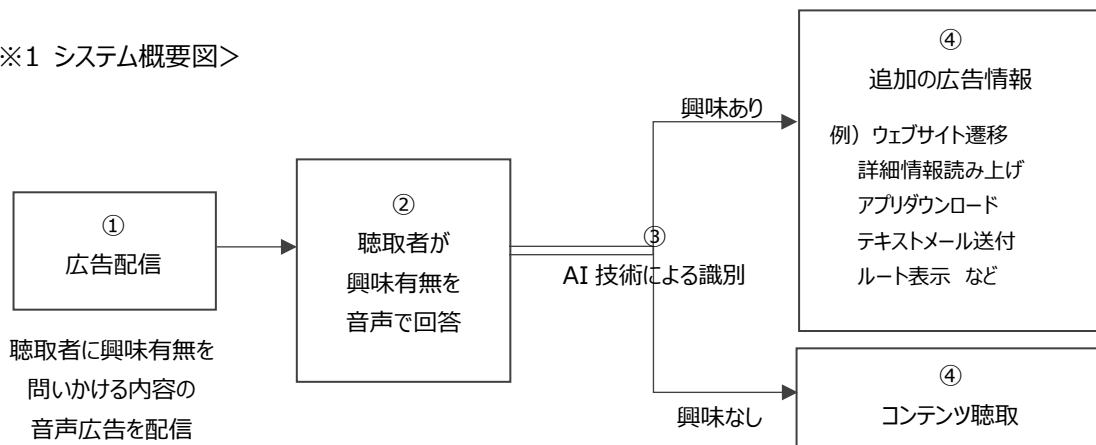 ※1 システム概要図>
①
広告配信
聴取者に興味有無を
問いかける内容の
音声広告を配信
②
聴取者が
興味有無を
音声で回答
③
AI 技術による識別
興味あり
④
追加の広告情報
例）ウェブサイト遷移
詳細情報読み上げ
アプリダウンロード
テキストメール送付
ルート表示 など
興味なし
④
コンテンツ聴取